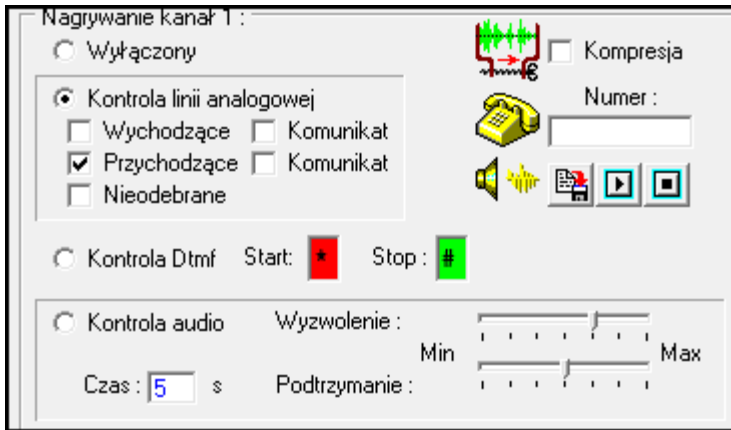 Nagrywanie kanał 1 :
Wyłączony
Kompresja
Kontrola linii analogowej
Numer :
Wychodzące Komunikat
Przychodzące Komunikat
Nieodebrane
Kontrola Dtmf Start: * Stop : #
Kontrola audio Wyzwolenie :
Min Max
Czas : 5 s Podtrzymanie :